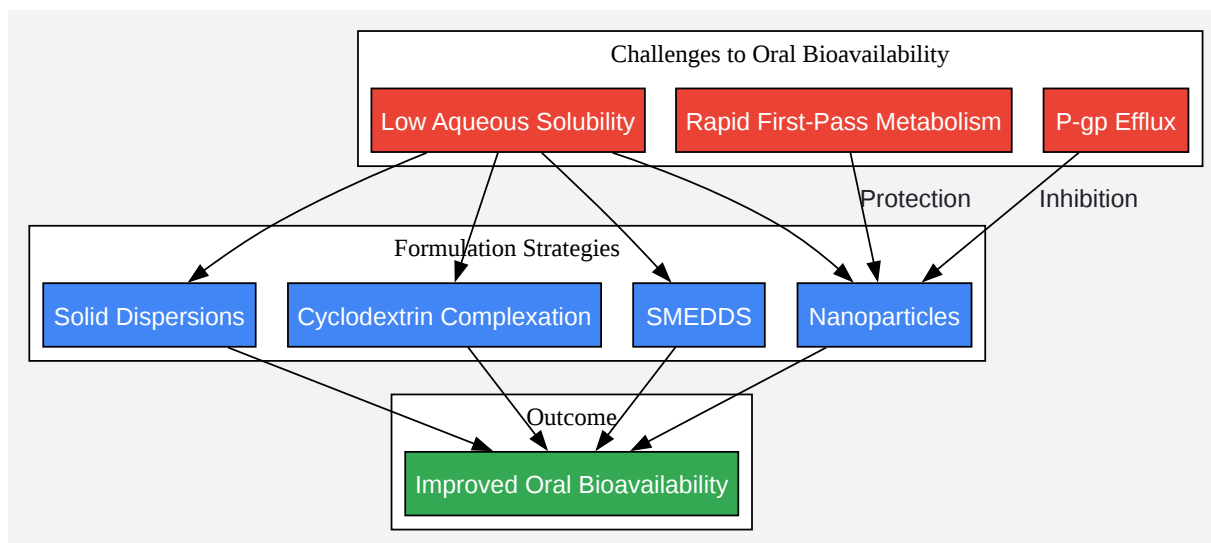 Challenges to Oral Bioavailability
Low Aqueous Solubility
Rapid First-Pass Metabolism
P-gp Efflux
Protection
Inhibition
Formulation Strategies
Solid Dispersions
Cyclodextrin Complexation
SMEDDS
Nanoparticles
Outcome
Improved Oral Bioavailability